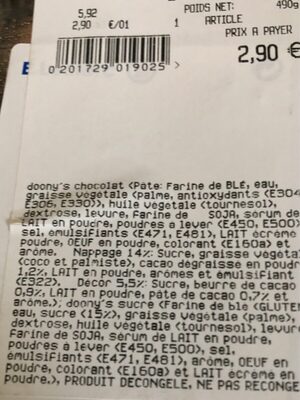 POIDS NET: 490g
5,92
2,90 €/01 1 ARTICLE
PRIX A PAYER
2,90 €
0 201729 019025
doony's chocolat (Pâte: Farine de BLÉ, eau,
graisse végétale (palme, antioxydants (E304,
E306, E330)), huile végétale (tournesol),
dextrose, levure, Farine de SOJA, sérum de
LAIT en poudre, poudres à lever (E450, E500)
sel, émulsifiants (E471, E481), LAIT écrémé
poudre, OEUF en poudre, colorant (E160a) et
arôme. Nappage 14%: Sucre, graisse végétal
(coco et palmiste), cacao dégraissé en poudr
1,2%, LAIT en poudre, arômes et émulsifiant
(E322). Décor 5,5%: Sucre, beurre de cacao
0,9%, LAIT en poudre, pâte de cacao 0,7% et
arôme.) doony's sucre (Farine de blé (GLUTEN
eau, sucre (15%), graisse végétale (palme),
dextrose, huile végétale (tournesol), levure
Farine de SOJA, sérum de LAIT en poudre,
poudres à lever (E450, E500), sel,
émulsifiants (E471, E481), arôme, OEUF en
poudre, colorant (E160a) et LAIT écrémé en
poudre.), PRODUIT DECONGELE, NE PAS RECONGE